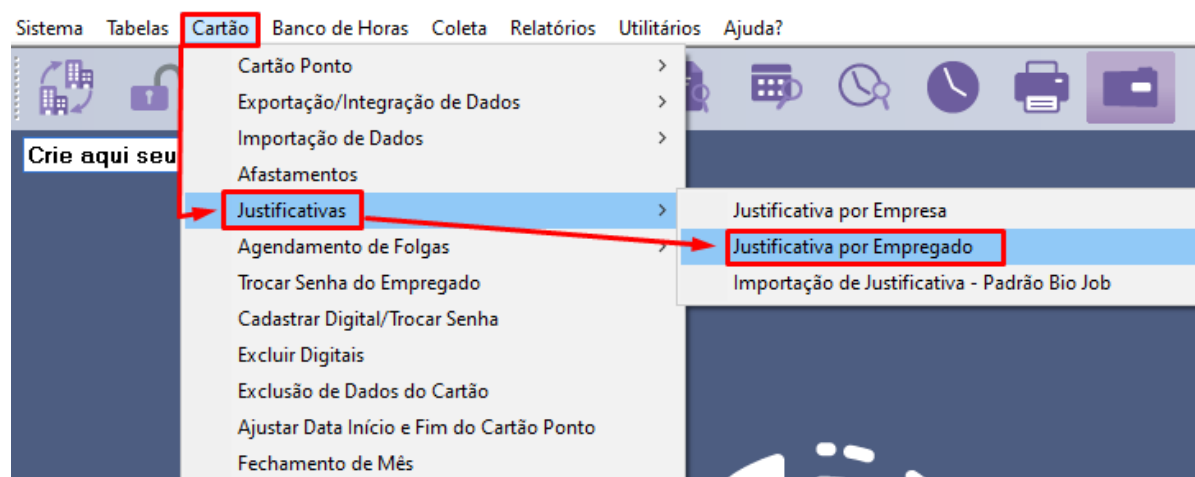 Sistema Tabelas Cartão Banco de Horas Coleta Relatórios Utilitários Ajuda?
Crie aqui seu
Cartão Ponto
Exportação/Integração de Dados
Importação de Dados
Afastamentos
Justificativas
Agendamento de Folgas
Trocar Senha do Empregado
Cadastrar Digital/Trocar Senha
Excluir Digitais
Exclusão de Dados do Cartão
Ajustar Data Início e Fim do Cartão Ponto
Fechamento de Mês
Justificativa por Empresa
Justificativa por Empregado
Importação de Justificativa - Padrão Bio Job